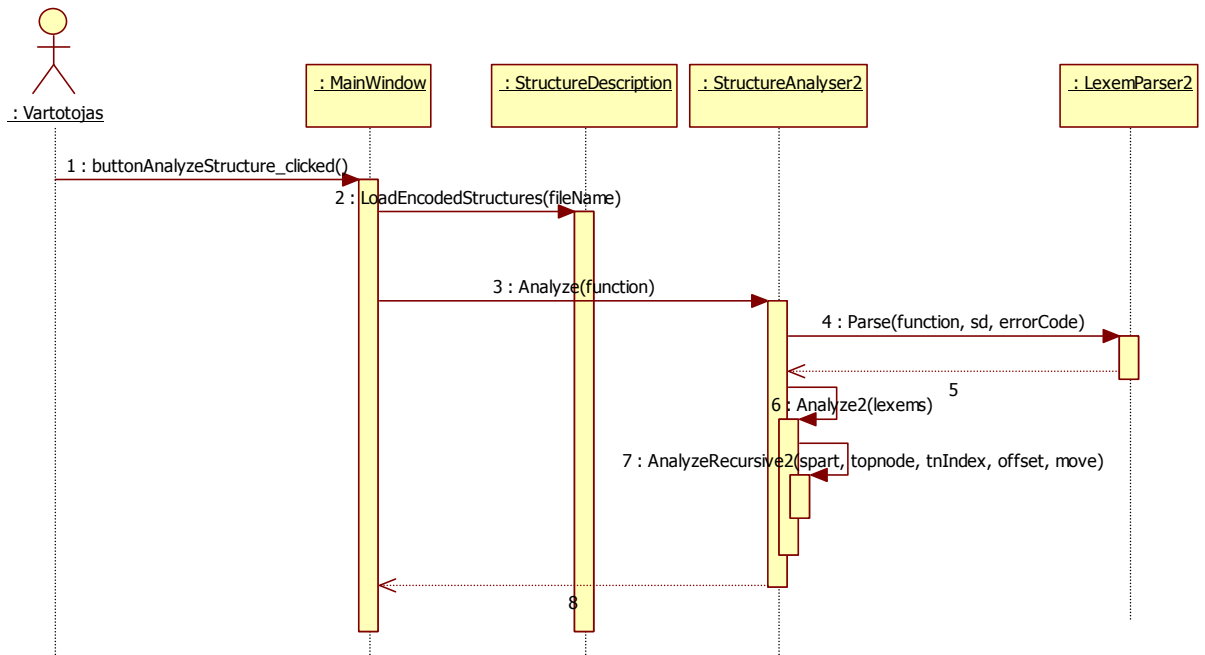 : Vartotojas
: MainWindow
: StructureDescription
: StructureAnalyser2
: LexemParser2
1 : buttonAnalyzeStructure_clicked()
2 : LoadEncodedStructures(fileName)
3 : Analyze(function)
4 : Parse(function, sd, errorCode)
5
6 : Analyze2(lexems)
7 : AnalyzeRecursive2(spart, topnode, tnIndex, offset, move)
8